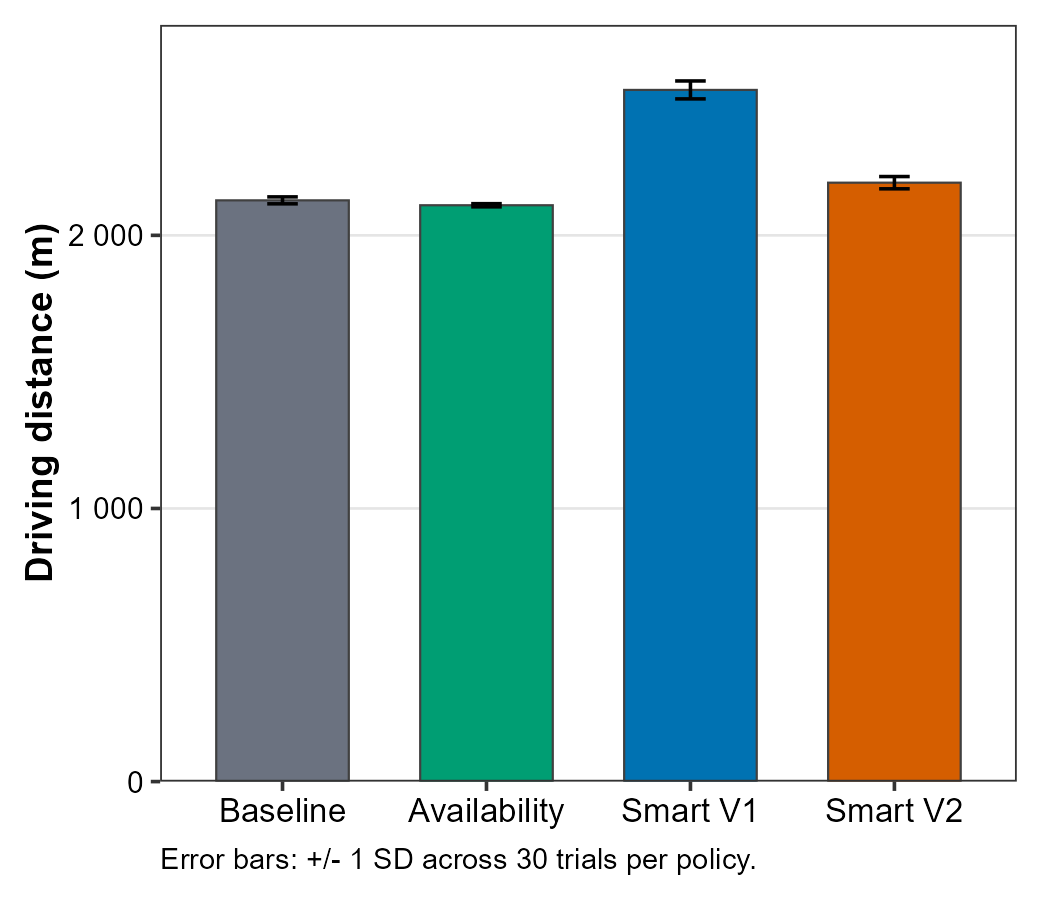 Driving distance (m)
2 000
1 000
0
Baseline Availability Smart V1 Smart V2
Error bars: +/- 1 SD across 30 trials per policy.